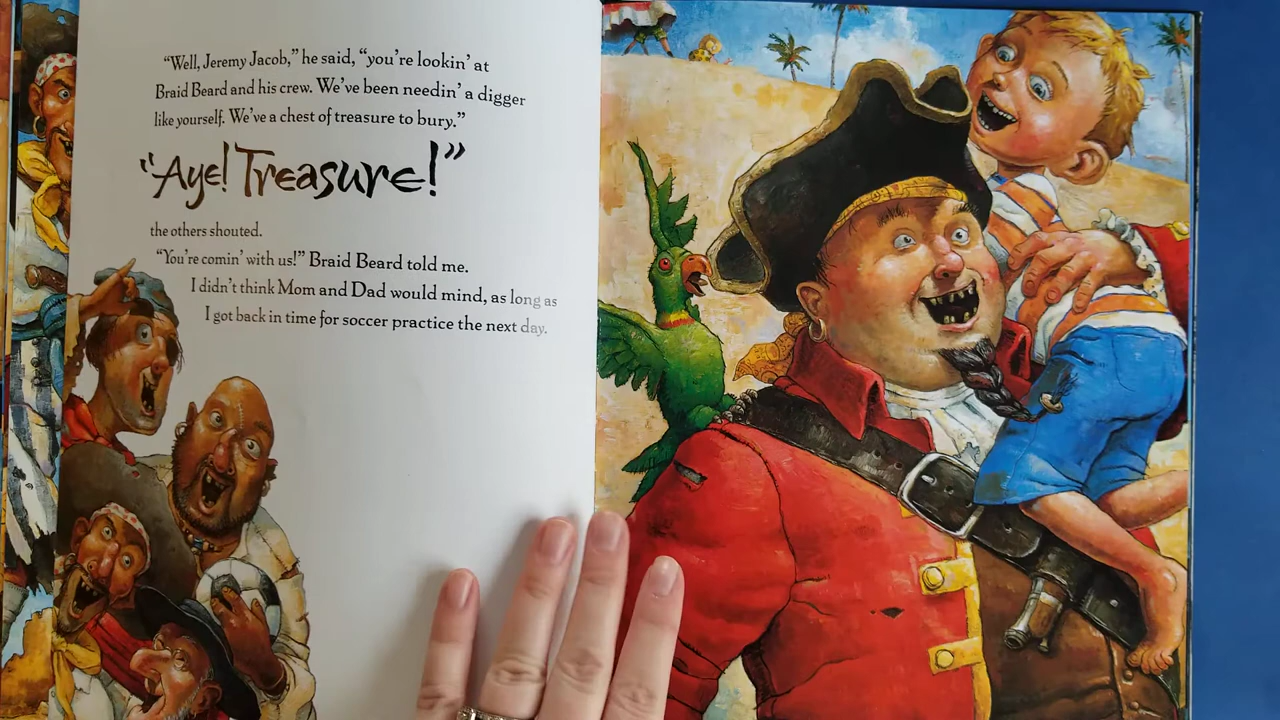 “Well, Jeremy Jacob,” he said, “you’re lookin’ at
Braid Beard and his crew. We’ve been needin’ a digger
like yourself. We’ve a chest of treasure to bury.”
“Aye! Treasure!”
the others shouted.
“You’re comin’ with us!” Braid Beard told me.
I didn’t think Mom and Dad would mind, as long as
I got back in time for soccer practice the next day.